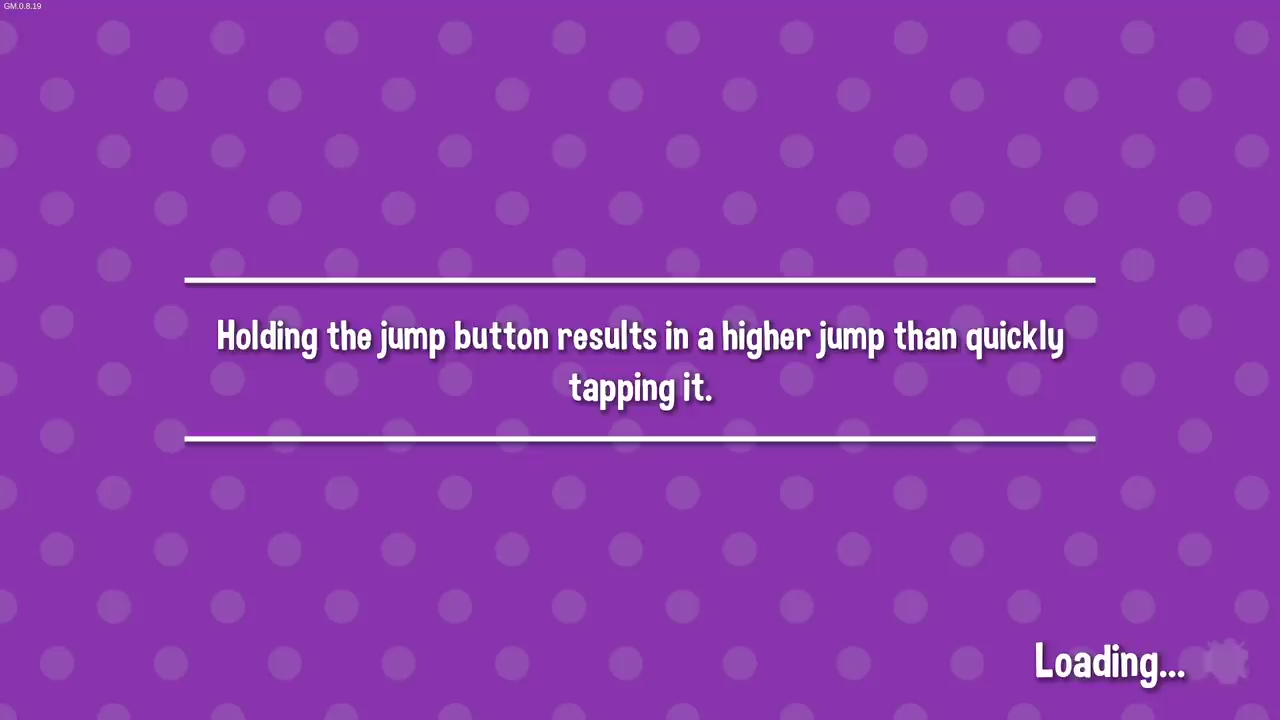 GM.0.8.19
Holding the jump button results in a higher jump than quickly
tapping it.
Loading...